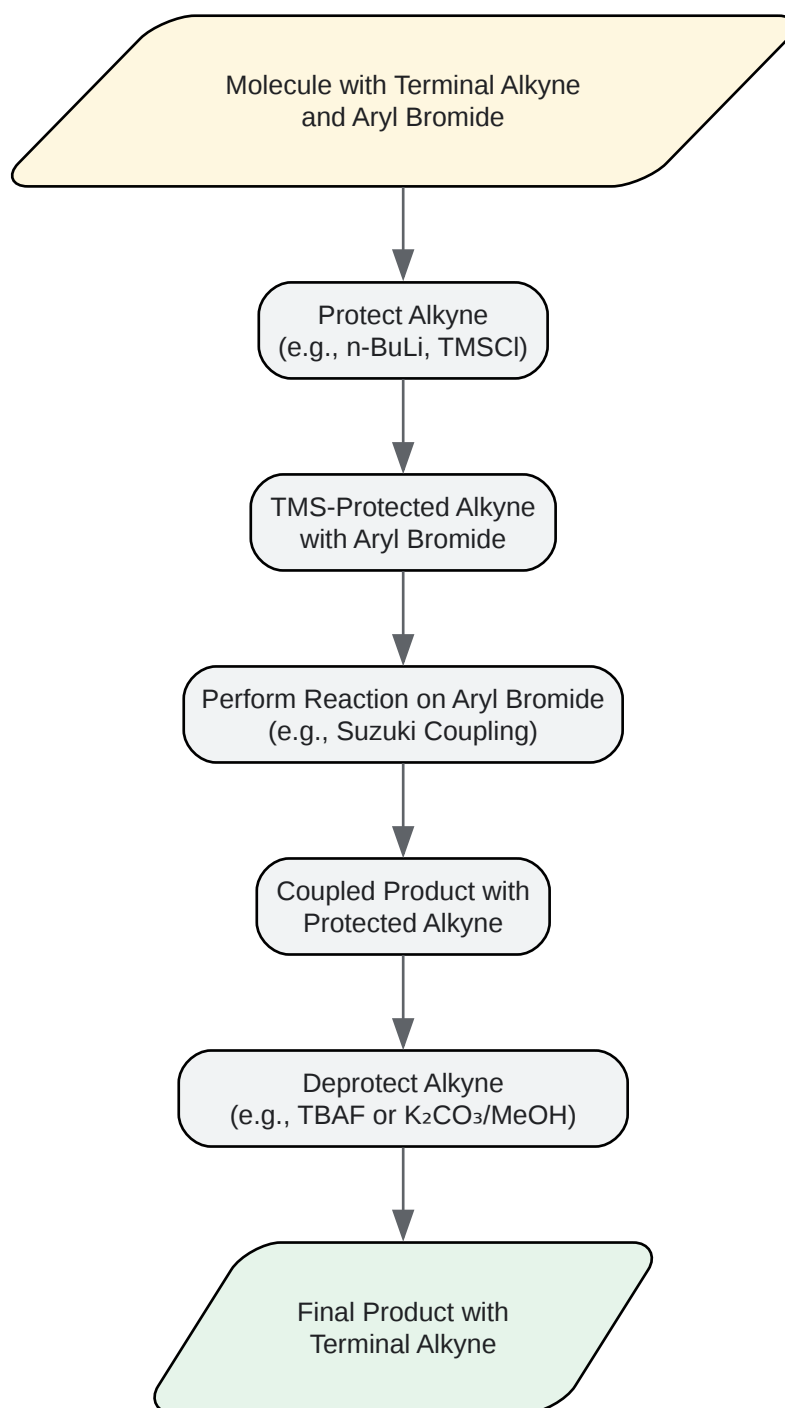 Molecule with Terminal Alkyne
and Aryl Bromide
Protect Alkyne
(e.g., n-BuLi, TMSCl)
TMS-Protected Alkyne
with Aryl Bromide
Perform Reaction on Aryl Bromide
(e.g., Suzuki Coupling)
Coupled Product with
Protected Alkyne
Deprotect Alkyne
(e.g., TBAF or K₂CO₃/MeOH)
Final Product with
Terminal Alkyne